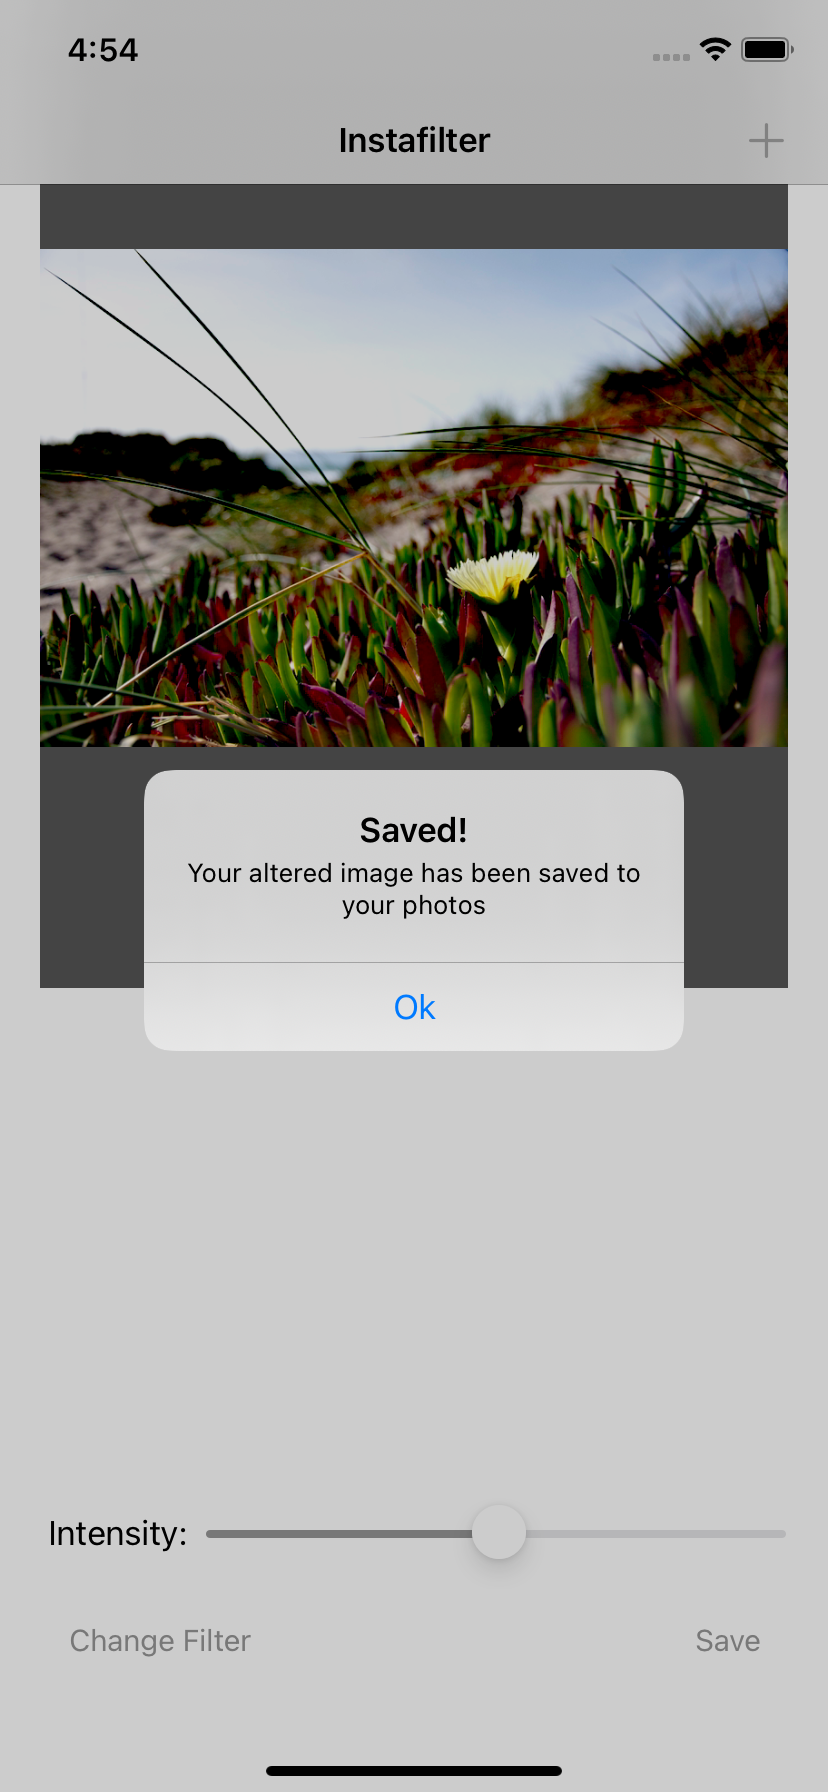 4:54
Instafilter
Saved!
Your altered image has been saved to
your photos
Ok
Intensity:
Change Filter
Save